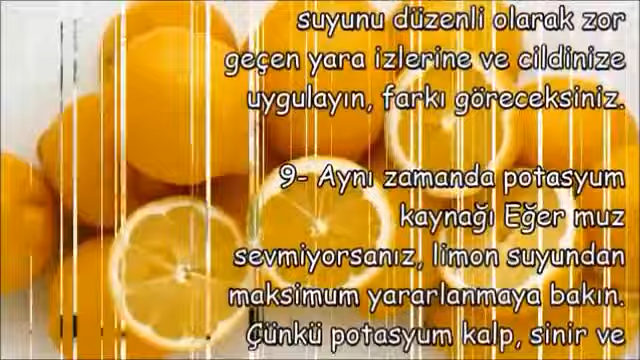 suyunu düzenli olarak zor
geçen yara izlerine ve cildinize
uygulayın, farkı göreceksiniz.
9- Aynı zamanda potasyum
kaynağı Eğer muz
sevmiyorsanız, limon suyundan
maksimum yararlanmaya bakın.
Çünkü potasyum kalp, sinir ve